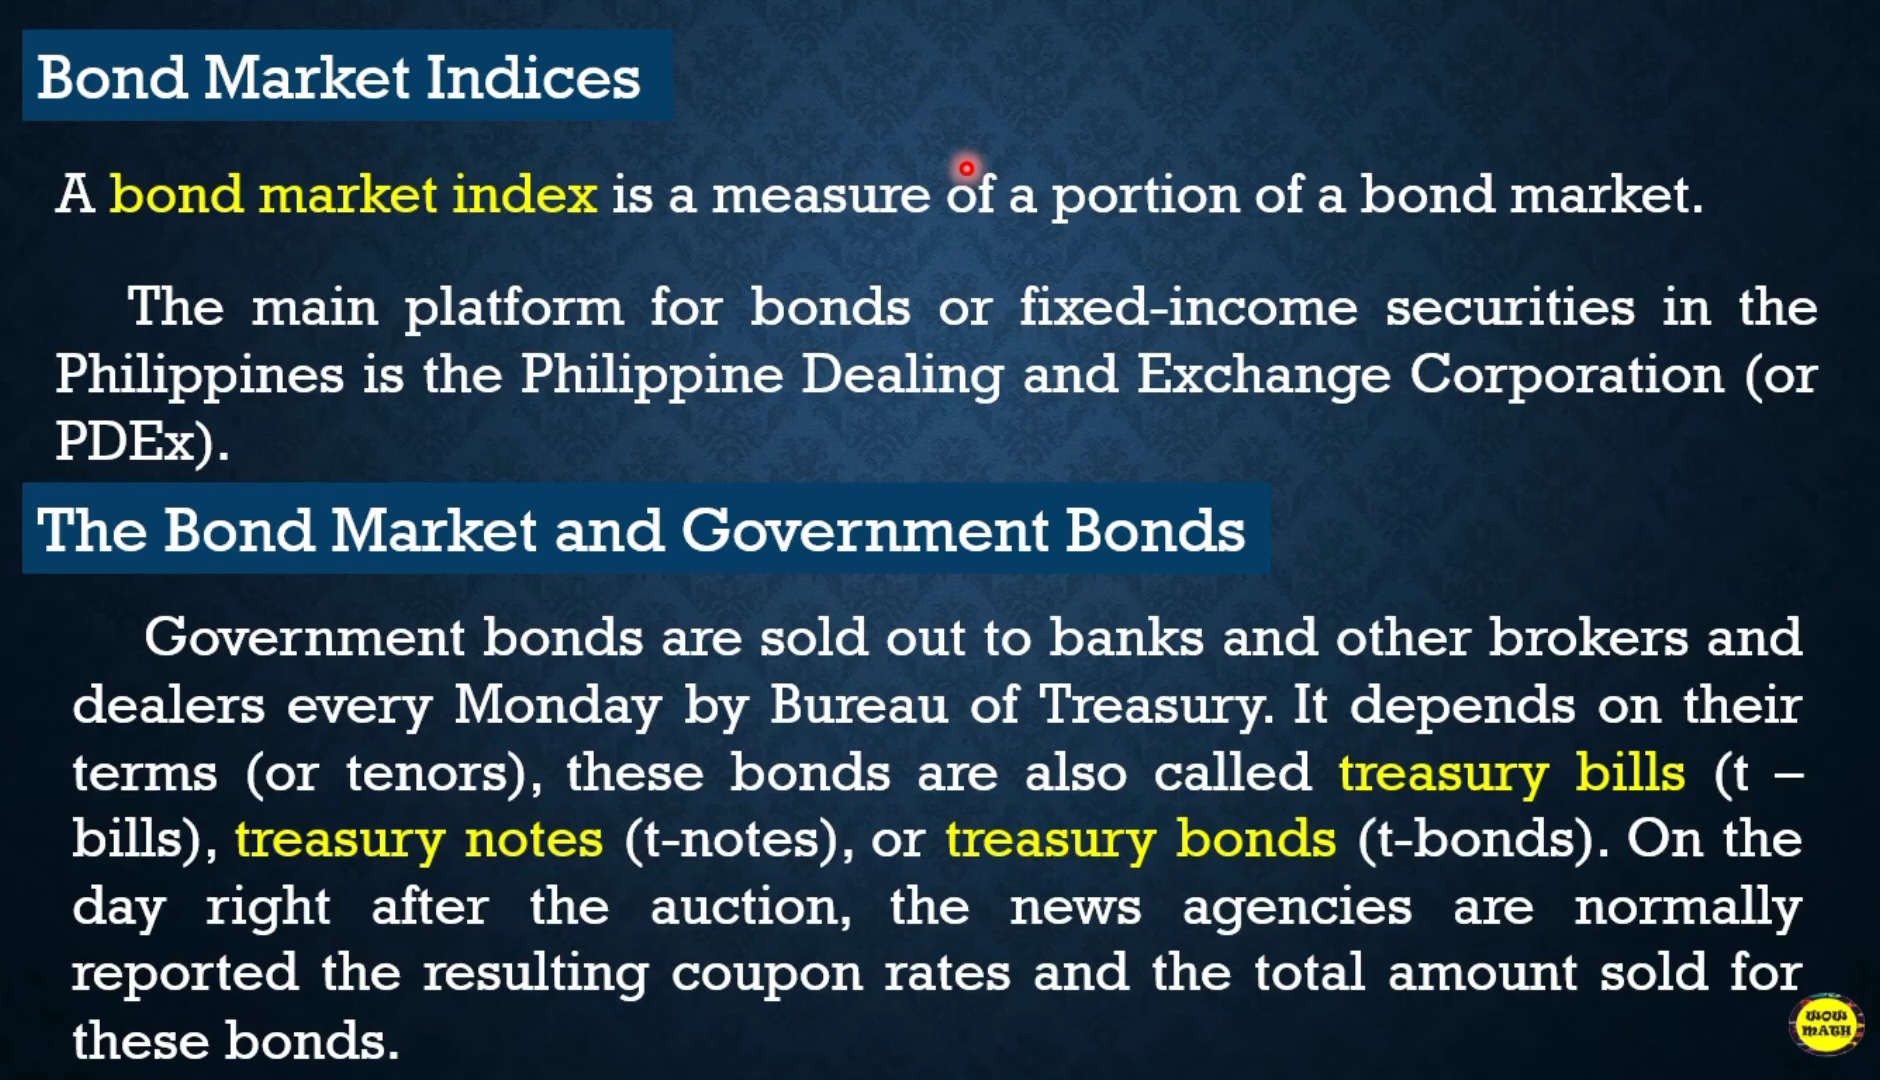 Bond Market Indices
A bond market index is a measure of a portion of a bond market.
The main platform for bonds or fixed-income securities in the
Philippines is the Philippine Dealing and Exchange Corporation (or
PDEx).
The Bond Market and Government Bonds
Government bonds are sold out to banks and other brokers and
dealers every Monday by Bureau of Treasury. It depends on their
terms (or tenors), these bonds are also called treasury bills (t –
bills), treasury notes (t-notes), or treasury bonds (t-bonds). On the
day right after the auction, the news agencies are normally
reported the resulting coupon rates and the total amount sold for
these bonds.
WOW
MATH